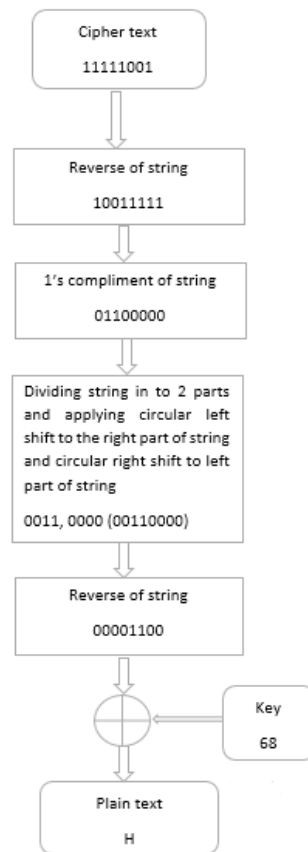 Cipher text
11111001
Reverse of string
10011111
1's compliment of string
01100000
Dividing string in to 2 parts
and applying circular left
shift to the right part of string
and circular right shift to left
part of string
0011, 0000 (00110000)
Reverse of string
00001100
Key
68
Plain text
H